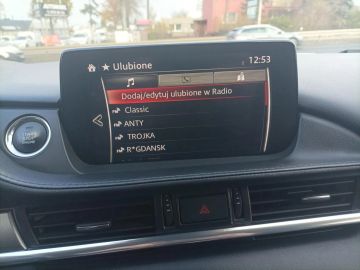 ★ Ulubione 12:53
Dodaj/edytuj ulubione w Radio
Classic
ANTY
TROJKA
R*GDANSK